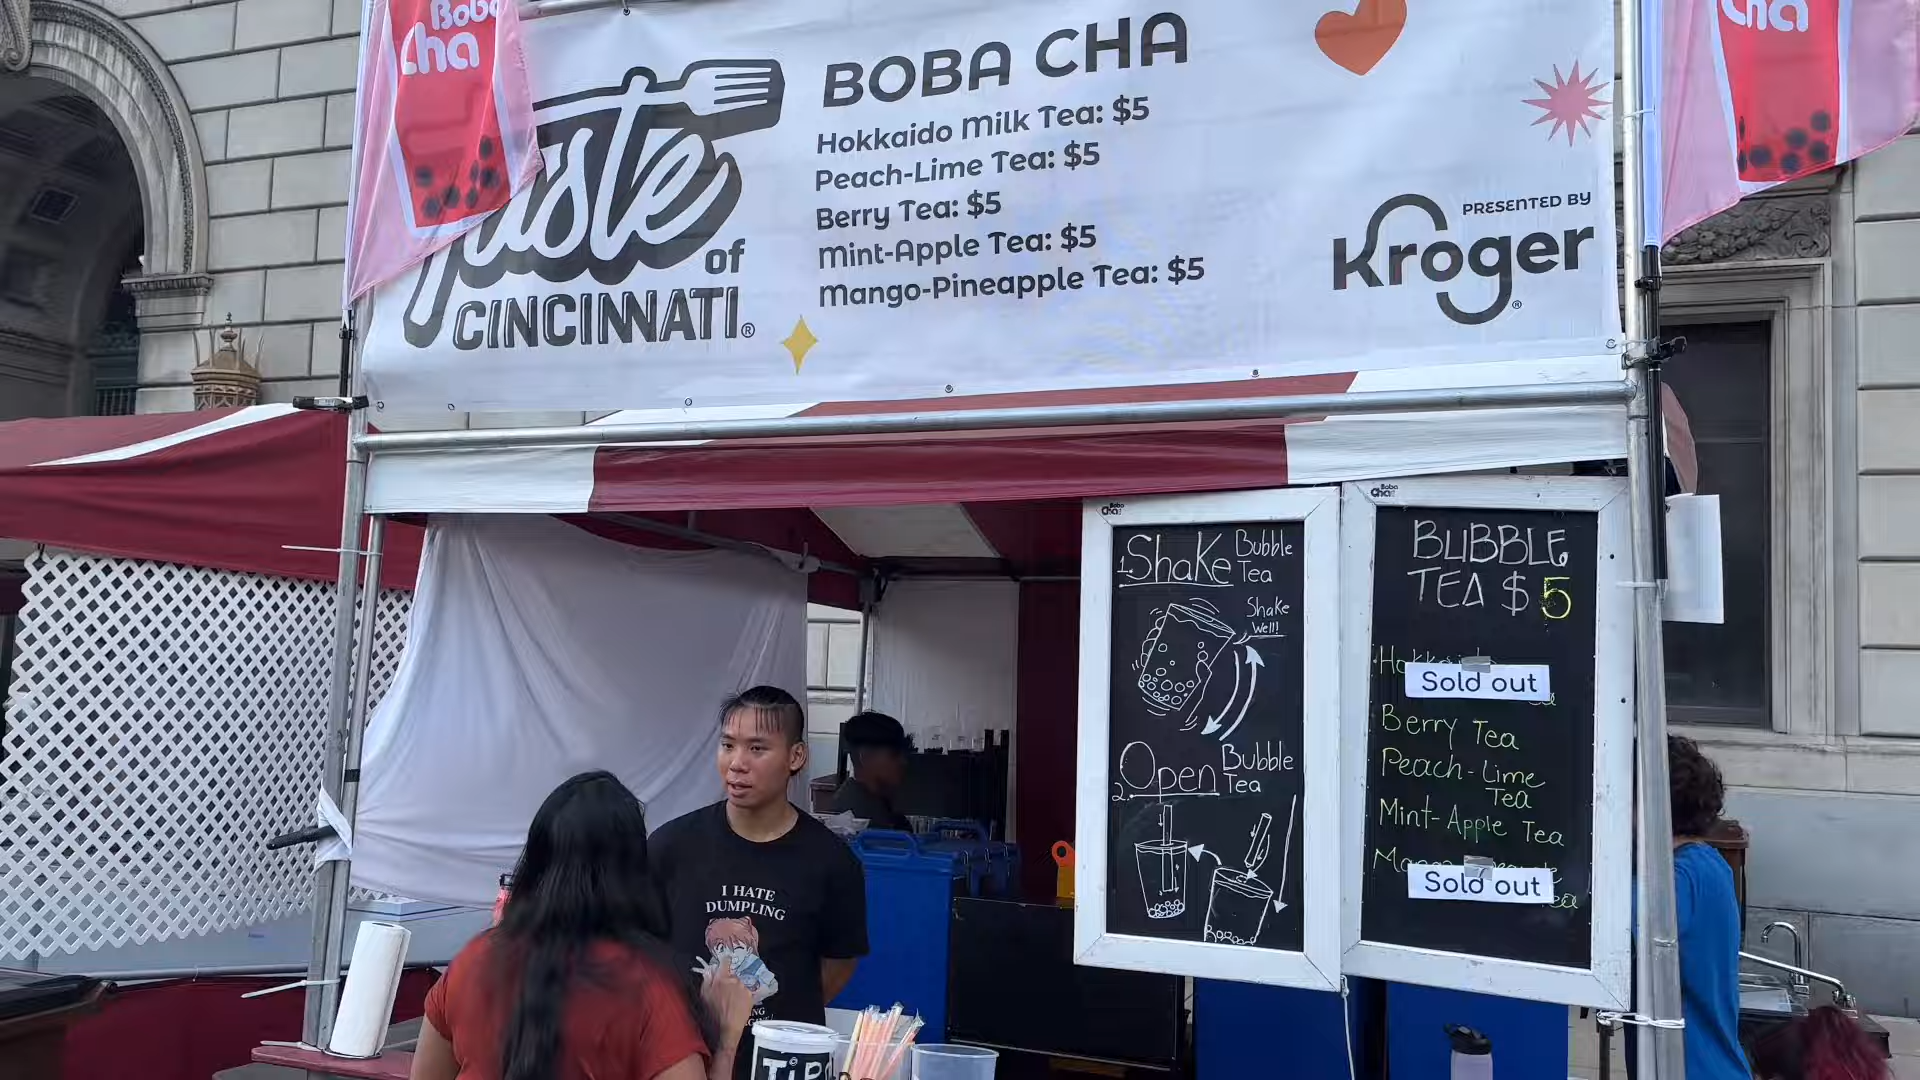 Boba
Cha
Cha
Taste
of
CINCINNATI®
BOBA CHA
Hokkaido Milk Tea: $5
Peach-Lime Tea: $5
Berry Tea: $5
Mint-Apple Tea: $5
Mango-Pineapple Tea: $5
PRESENTED BY
Kroger®
Boba
Cha
1. Shake Bubble
Tea
Shake
Well!
2. Open Bubble
Tea
Boba
Cha
BUBBLE
TEA $5
Sold out
Berry Tea
Peach-Lime
Tea
Mint-Apple Tea
Sold out
I HATE
DUMPLING
TIP